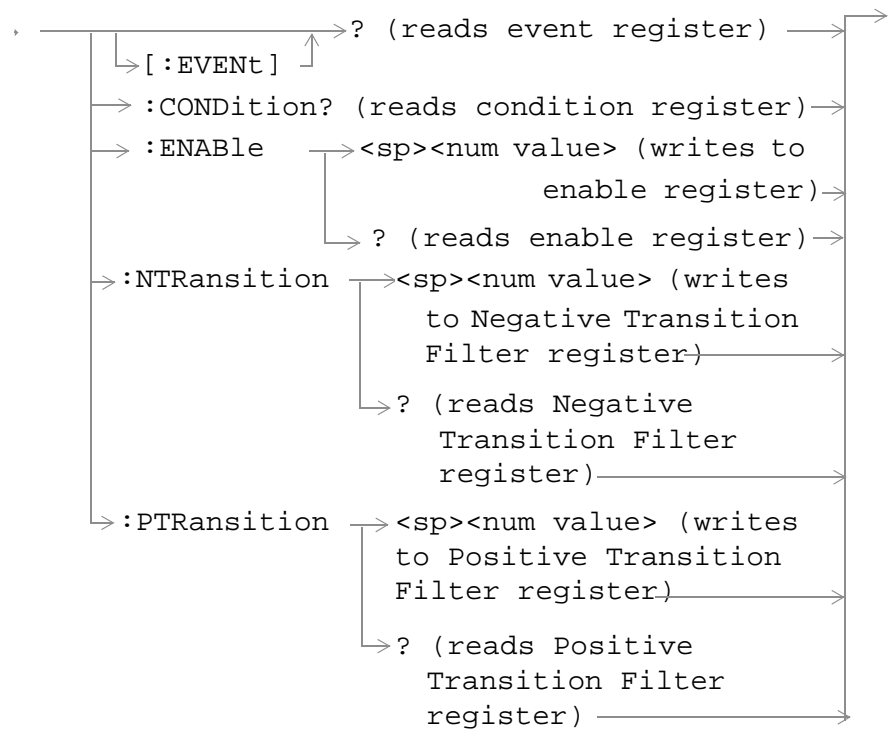 ? (reads event register)
[:EVENt]
:CONDition? (reads condition register)
:ENABle <sp><num value> (writes to
enable register)
? (reads enable register)
:NTRansition <sp><num value> (writes
to Negative Transition
Filter register)
? (reads Negative
Transition Filter
register)
:PTRansition <sp><num value> (writes
to Positive Transition
Filter register)
? (reads Positive
Transition Filter
register)